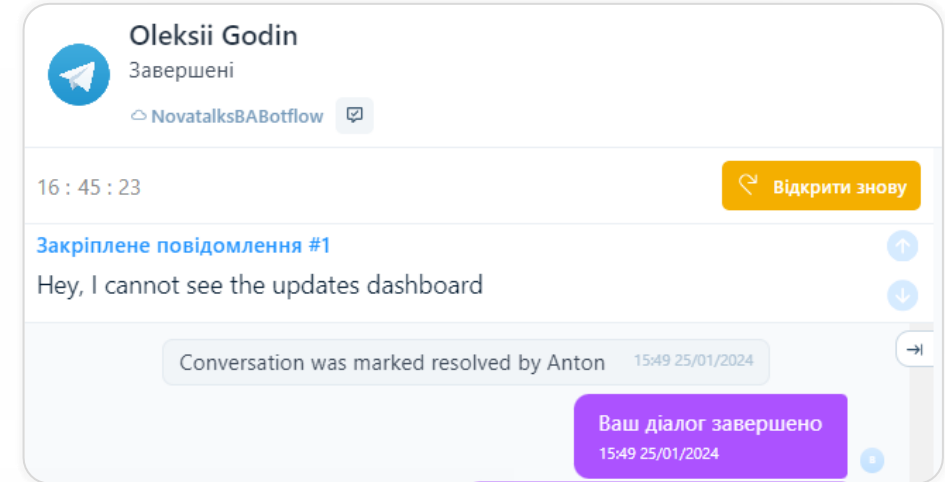 Oleksii Godin
Завершені
NovatalksBABotflow
16 : 45 : 23
Відкрити знову
Закріплене повідомлення #1
Hey, I cannot see the updates dashboard
Conversation was marked resolved by Anton 15:49 25/01/2024
Ваш діалог завершено
15:49 25/01/2024